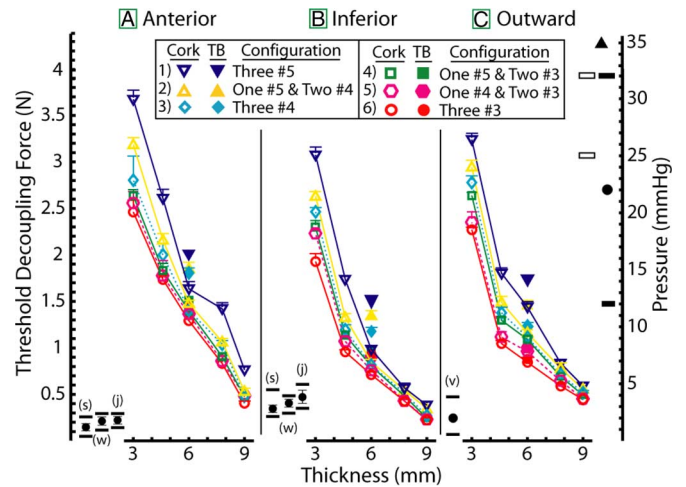 A Anterior
B Inferior
C Outward
Cork TB Configuration
1) Three #5
2) One #5 & Two #4
3) Three #4
Cork TB Configuration
4) One #5 & Two #3
5) One #4 & Two #3
6) Three #3
Threshold Decoupling Force (N)
4
3.5
3
2.5
2
1.5
1
0.5
(s)
(w)
(j)
(s)
(w)
(j)
(v)
35
30
25
20
15
10
5
Pressure (mmHg)
3 6 9
3 6 9
3 6 9
Thickness (mm)